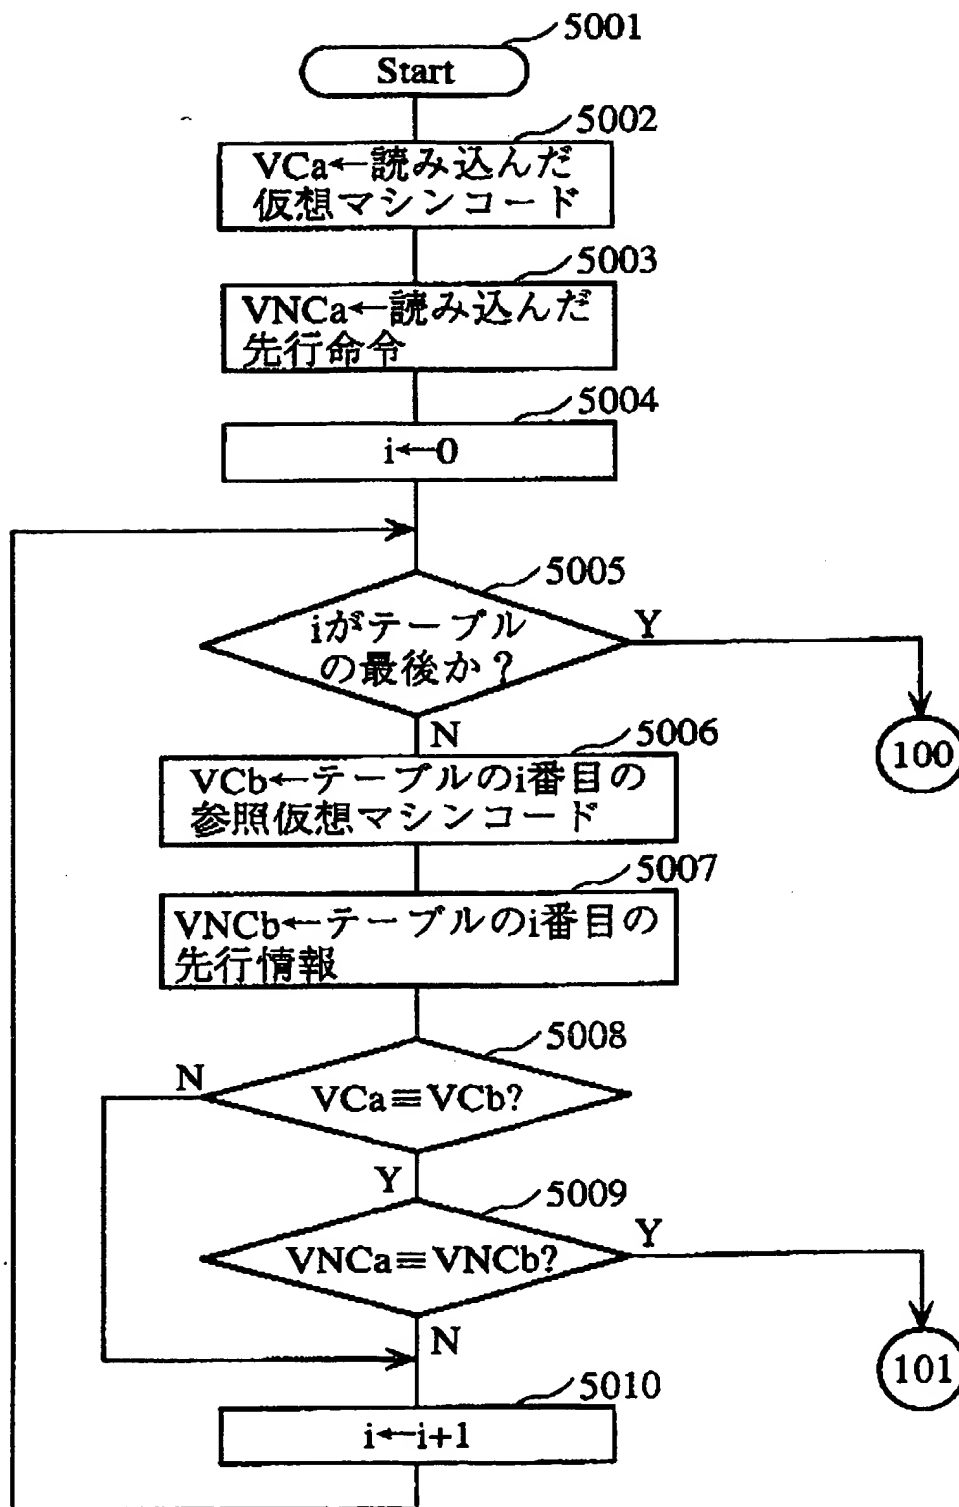 5001
Start
5002
VCa←読み込んだ
仮想マシンコード
5003
VNCa←読み込んだ
先行命令
5004
i←0
5005
iがテーブル
の最後か?
Y
N
5006
100
VCb←テーブルのi番目の
参照仮想マシンコード
5007
VNCb←テーブルのi番目の
先行情報
5008
N
VCa≡VCb?
Y
5009
Y
VNCa≡VNCb?
N
101
5010
i←i+1